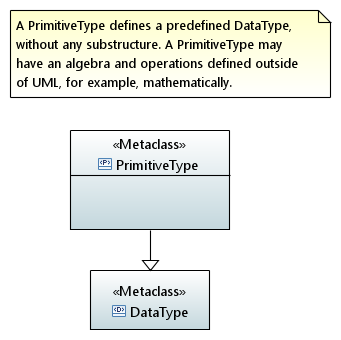 A PrimitiveType defines a predefined DataType,
without any substructure. A PrimitiveType may
have an algebra and operations defined outside
of UML, for example, mathematically.
«Metaclass»
<P> PrimitiveType
«Metaclass»
<D> DataType